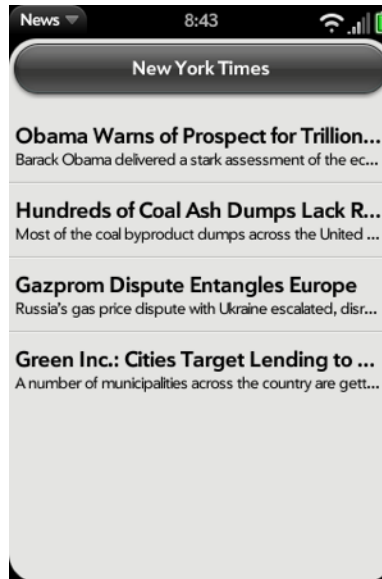 News
8:43
New York Times
Obama Warns of Prospect for Trillion...
Barack Obama delivered a stark assessment of the ec...
Hundreds of Coal Ash Dumps Lack R...
Most of the coal byproduct dumps across the United ...
Gazprom Dispute Entangles Europe
Russia's gas price dispute with Ukraine escalated, disr...
Green Inc.: Cities Target Lending to ...
A number of municipalities across the country are gett...